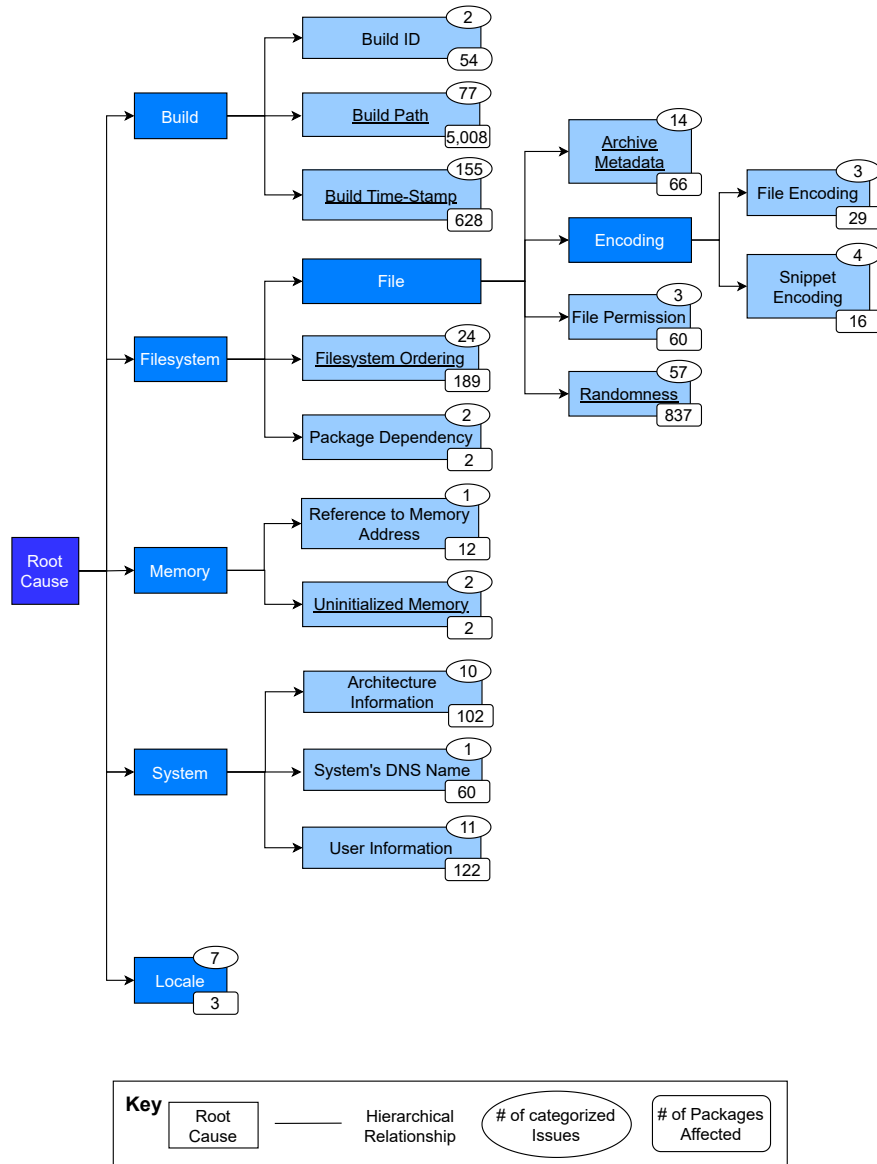 2
Build ID
54
77
Build Path
5,008
155
Build Time-Stamp
628
Build
14
Archive
Metadata
66
3
File Encoding
29
Encoding
4
Snippet
Encoding
16
File
3
File Permission
60
24
Filesystem Ordering
189
Filesystem
57
Randomness
837
2
Package Dependency
2
1
Reference to Memory
Address
12
Root
Cause
Memory
2
Uninitialized Memory
2
10
Architecture
Information
102
System
1
System's DNS Name
60
11
User Information
122
7
Locale
3
Key
Root
Cause
Hierarchical
Relationship
# of categorized
Issues
# of Packages
Affected